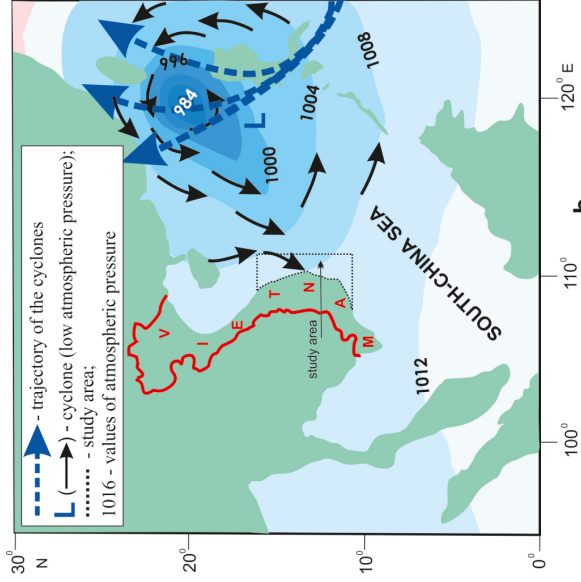 - trajectory of the cyclones
L (→) - cyclone (low atmospheric pressure);
- study area;
1016 - values of atmospheric pressure
30° N
20°
10°
0°
100°
110°
120° E
996
984
L
1000
1004
1008
1012
V I E T N A M
study area
SOUTH-CHINA SEA
b